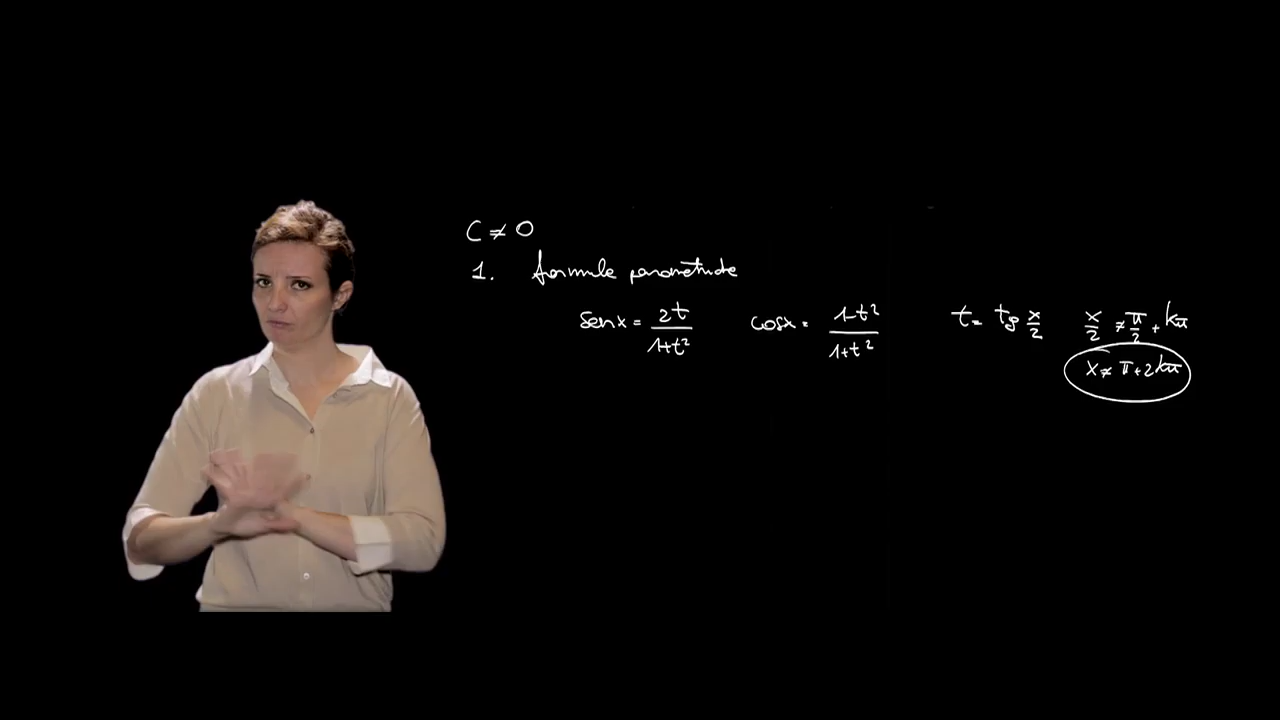 C ≠ 0
1. formule parametriche
sen x = 2t / 1+t² cos x = 1-t² / 1+t² t = tg x/2 x/2 ≠ π/2 + kπ
x ≠ π + 2kπ